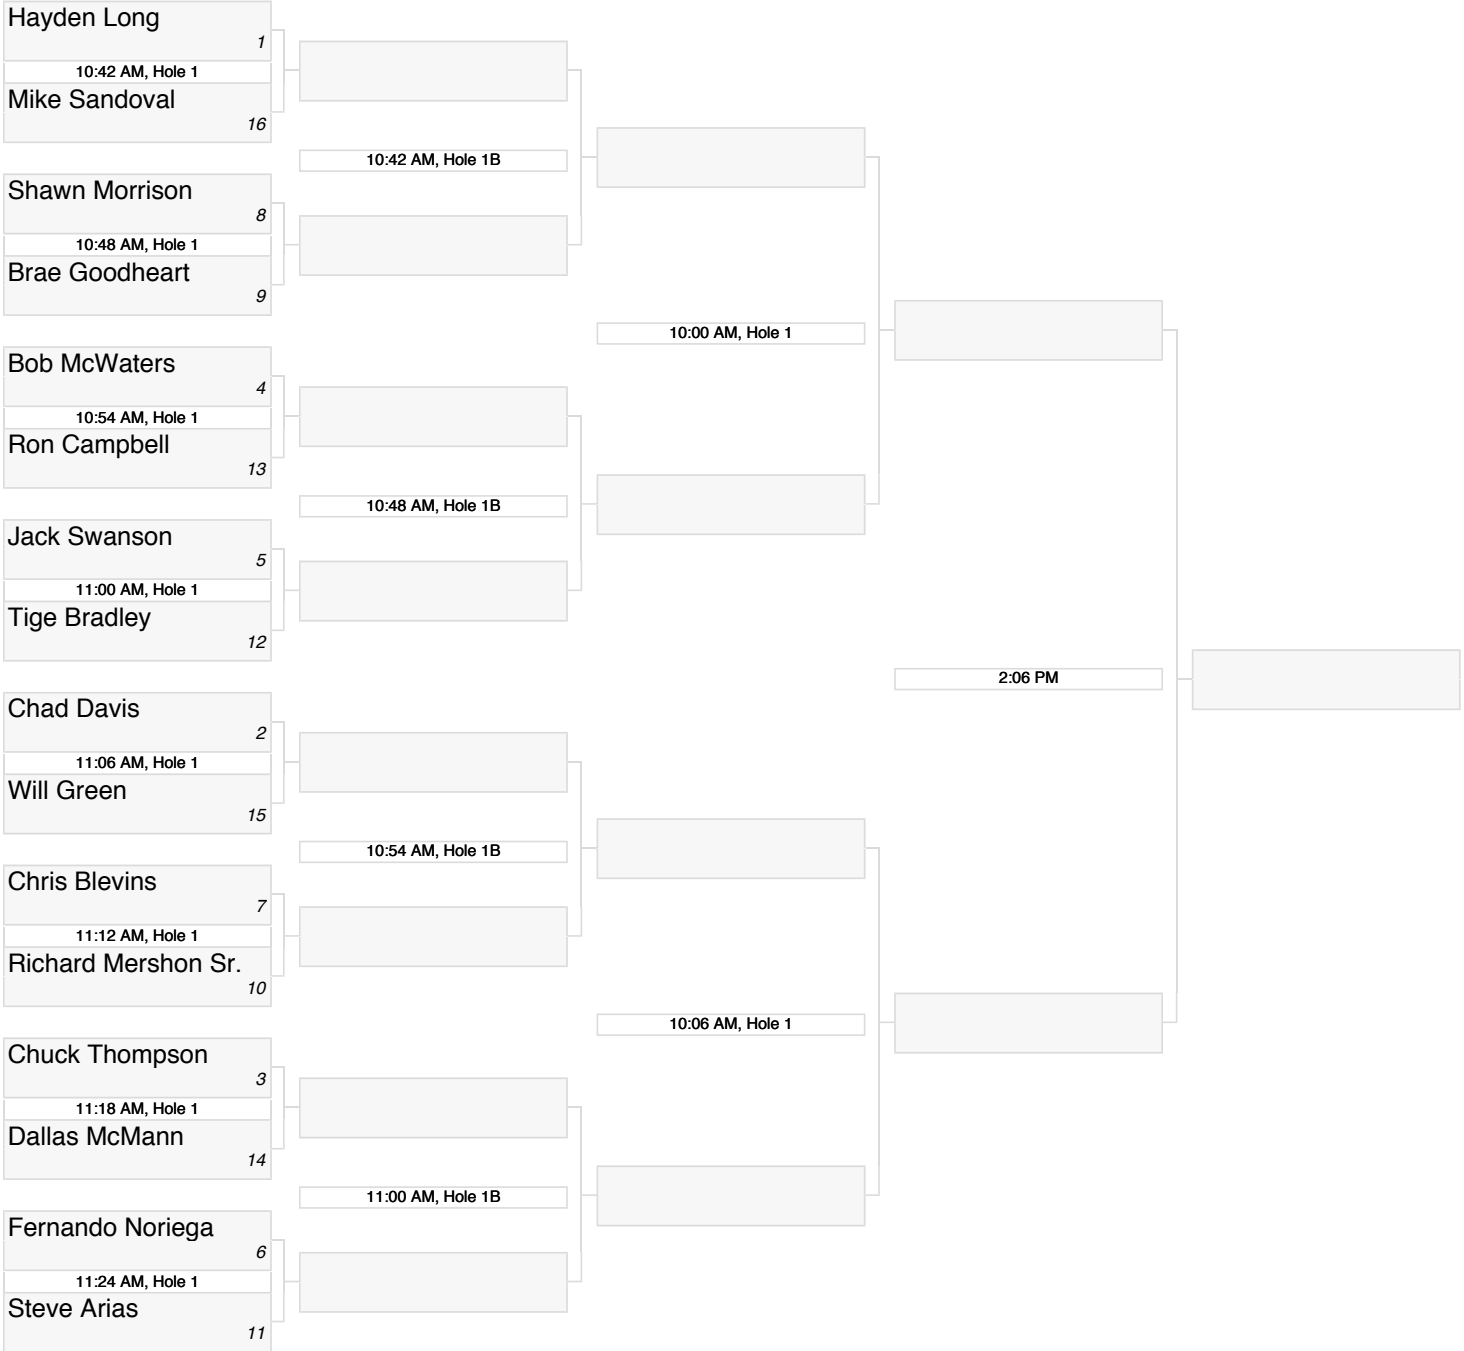 Hayden Long
1
10:42 AM, Hole 1
Mike Sandoval
16
Shawn Morrison
8
10:48 AM, Hole 1
Brae Goodheart
9
Bob McWaters
4
10:54 AM, Hole 1
Ron Campbell
13
Jack Swanson
5
11:00 AM, Hole 1
Tige Bradley
12
Chad Davis
2
11:06 AM, Hole 1
Will Green
15
Chris Blevins
7
11:12 AM, Hole 1
Richard Mershon Sr.
10
Chuck Thompson
3
11:18 AM, Hole 1
Dallas McMann
14
Fernando Noriega
6
11:24 AM, Hole 1
Steve Arias
11
10:42 AM, Hole 1B
10:48 AM, Hole 1B
10:54 AM, Hole 1B
11:00 AM, Hole 1B
10:00 AM, Hole 1
10:06 AM, Hole 1
2:06 PM